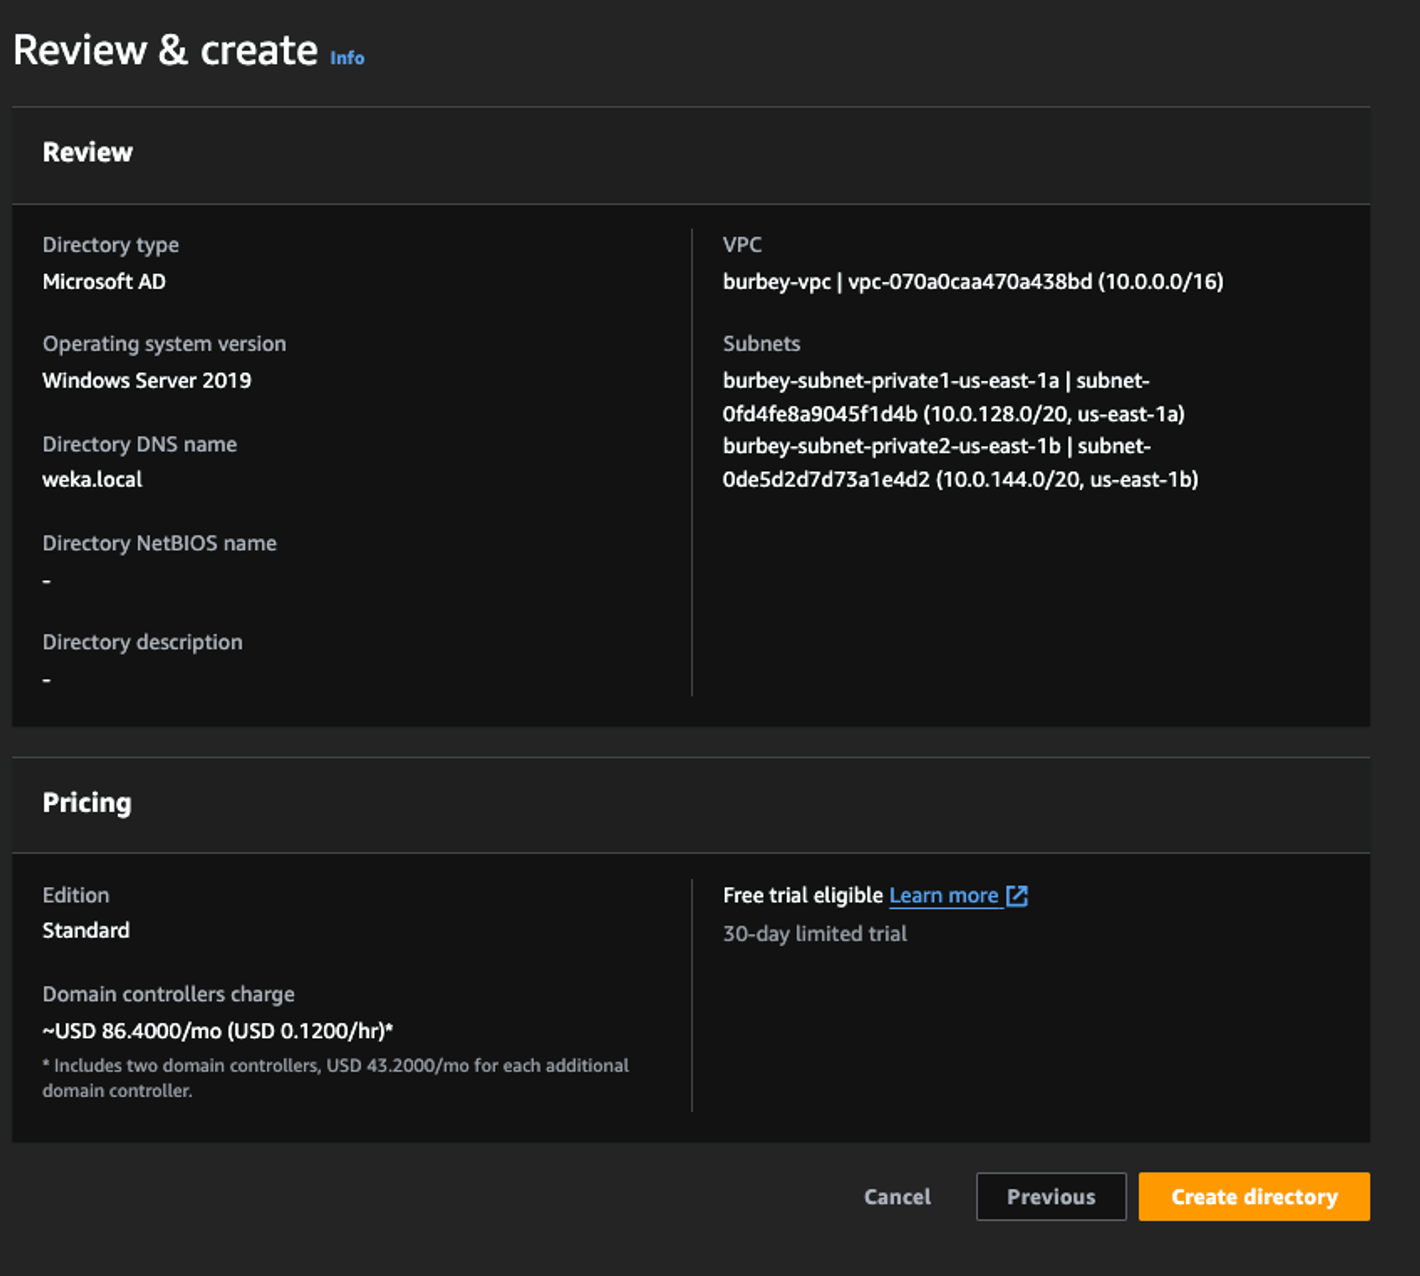 Review & create Info
Review
Directory type
Microsoft AD
Operating system version
Windows Server 2019
Directory DNS name
weka.local
Directory NetBIOS name
-
Directory description
-
VPC
burbey-vpc | vpc-070a0caa470a438bd (10.0.0.0/16)
Subnets
burbey-subnet-private1-us-east-1a | subnet-
0fd4fe8a9045f1d4b (10.0.128.0/20, us-east-1a)
burbey-subnet-private2-us-east-1b | subnet-
0de5d2d7d73a1e4d2 (10.0.144.0/20, us-east-1b)
Pricing
Edition
Standard
Domain controllers charge
~USD 86.4000/mo (USD 0.1200/hr)*
* Includes two domain controllers, USD 43.2000/mo for each additional
domain controller.
Free trial eligible Learn more
30-day limited trial
Cancel
Previous
Create directory